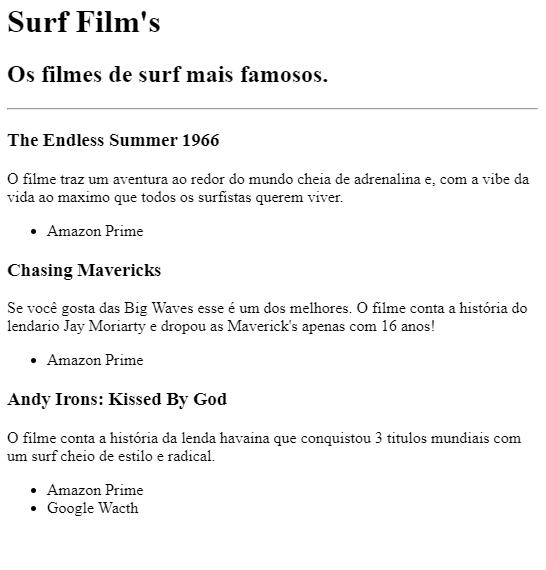 Surf Film's
Os filmes de surf mais famosos.
The Endless Summer 1966
O filme traz um aventura ao redor do mundo cheia de adrenalina e, com a vibe da
vida ao maximo que todos os surfistas querem viver.
• Amazon Prime
Chasing Mavericks
Se você gosta das Big Waves esse é um dos melhores. O filme conta a história do
lendario Jay Moriarty e dropou as Maverick's apenas com 16 anos!
• Amazon Prime
Andy Irons: Kissed By God
O filme conta a história da lenda havaina que conquistou 3 titulos mundiais com
um surf cheio de estilo e radical.
• Amazon Prime
• Google Wacth